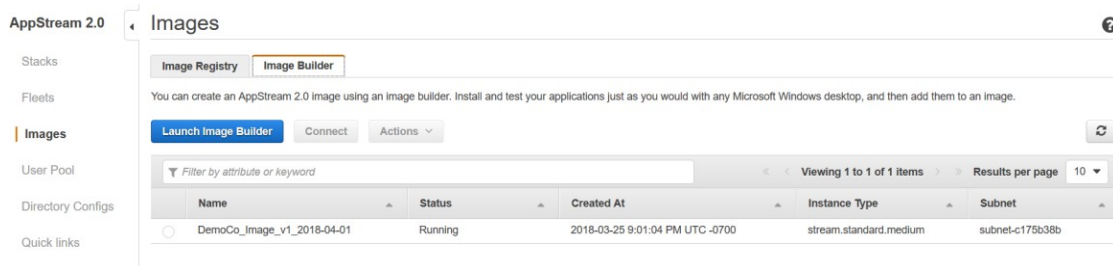 AppStream 2.0
Images
Stacks
Image Registry
Image Builder
Fleets
You can create an AppStream 2.0 image using an image builder. Install and test your applications just as you would with any Microsoft Windows desktop, and then add them to an image.
Images
Launch Image Builder
Connect
Actions
User Pool
Filter by attribute or keyword
Viewing 1 to 1 of 1 items
Results per page
10
Directory Configs
Name
Status
Created At
Instance Type
Subnet
DemoCo_Image_v1_2018-04-01
Running
2018-03-25 9:01:04 PM UTC -0700
stream.standard.medium
subnet-c175b38b
Quick links